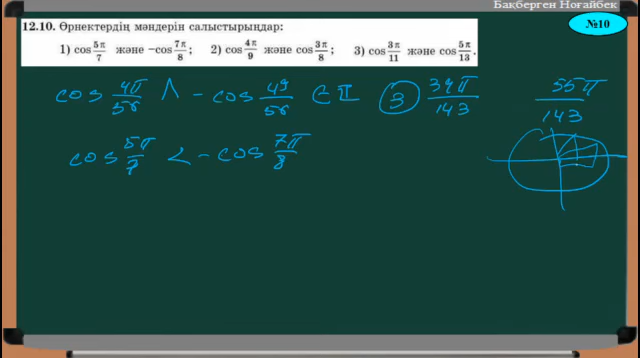 Бақберген Ноғайбек
№10
12.10. Өрнектердің мәндерін салыстырыңдар:
1) cos 5π/7 және −cos 7π/8; 2) cos 4π/9 және cos 3π/8; 3) cos 3π/11 және cos 5π/13.
cos 4π/56 Λ − cos 49/56 ∈ II ③ 39π/143 55π/143
cos 5π/7 < − cos 7π/8